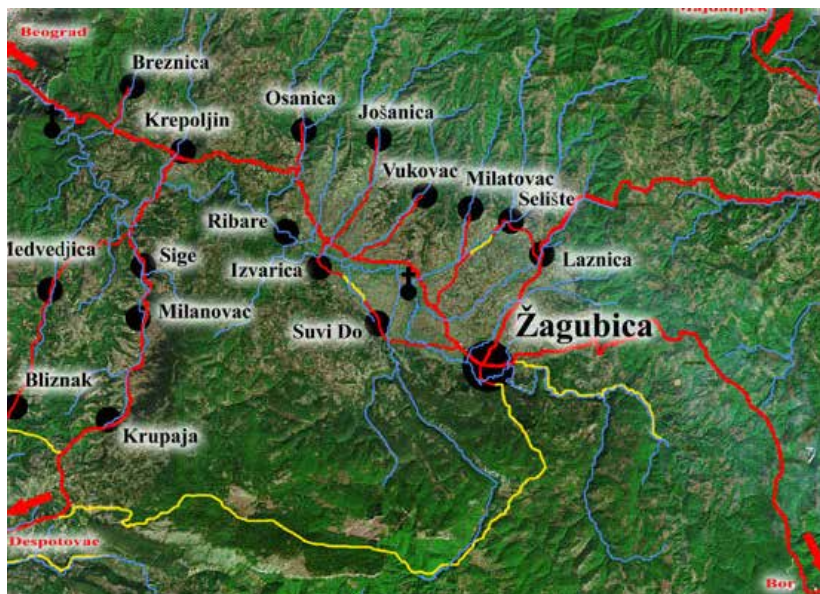 Majdanpek
Beograd
Breznica
Osanica
Jošanica
Krepoljin
Vukovac
Milatovac
Selište
Ribare
Medvedjica
Sige
Izvarica
Laznica
Milanovac
Suvi Do
Žagubica
Bliznak
Krupaja
Despotovac
Bor